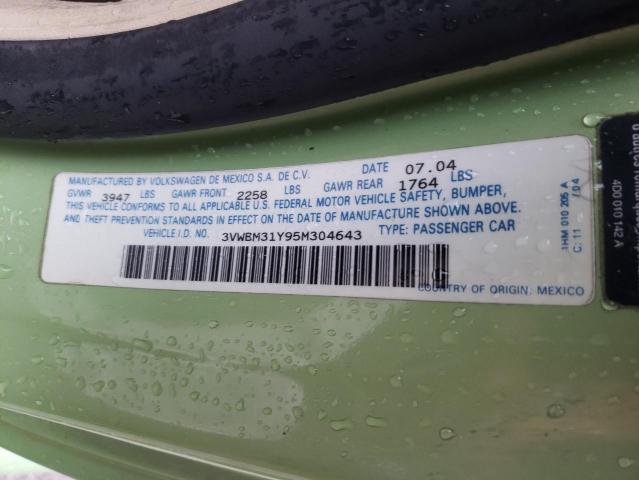 MANUFACTURED BY VOLKSWAGEN DE MEXICO S.A. DE C.V. DATE 07.04
GVWR 3947 LBS GAWR FRONT 2258 LBS GAWR REAR 1764 LBS
THIS VEHICLE CONFORMS TO ALL APPLICABLE U.S. FEDERAL MOTOR VEHICLE SAFETY, BUMPER,
AND THEFT PREVENTION STANDARDS IN EFFECT ON THE DATE OF MANUFACTURE SHOWN ABOVE.
VEHICLE I.D: NO: 3VWBM31Y95M304643 TYPE: PASSENGER CAR
COUNTRY OF ORIGIN: MEXICO
1HM 010 205 A
C: 11 / 04
4D0 010 142 A